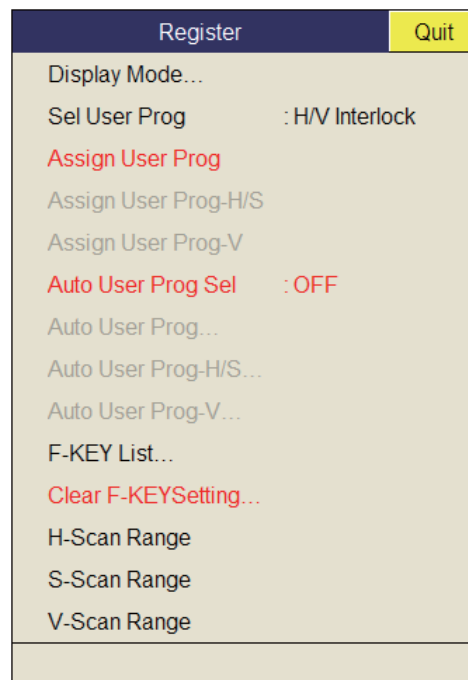 Register Quit
Display Mode...
Sel User Prog : H/V Interlock
Assign User Prog
Assign User Prog-H/S
Assign User Prog-V
Auto User Prog Sel : OFF
Auto User Prog...
Auto User Prog-H/S...
Auto User Prog-V...
F-KEY List...
Clear F-KEYSetting...
H-Scan Range
S-Scan Range
V-Scan Range